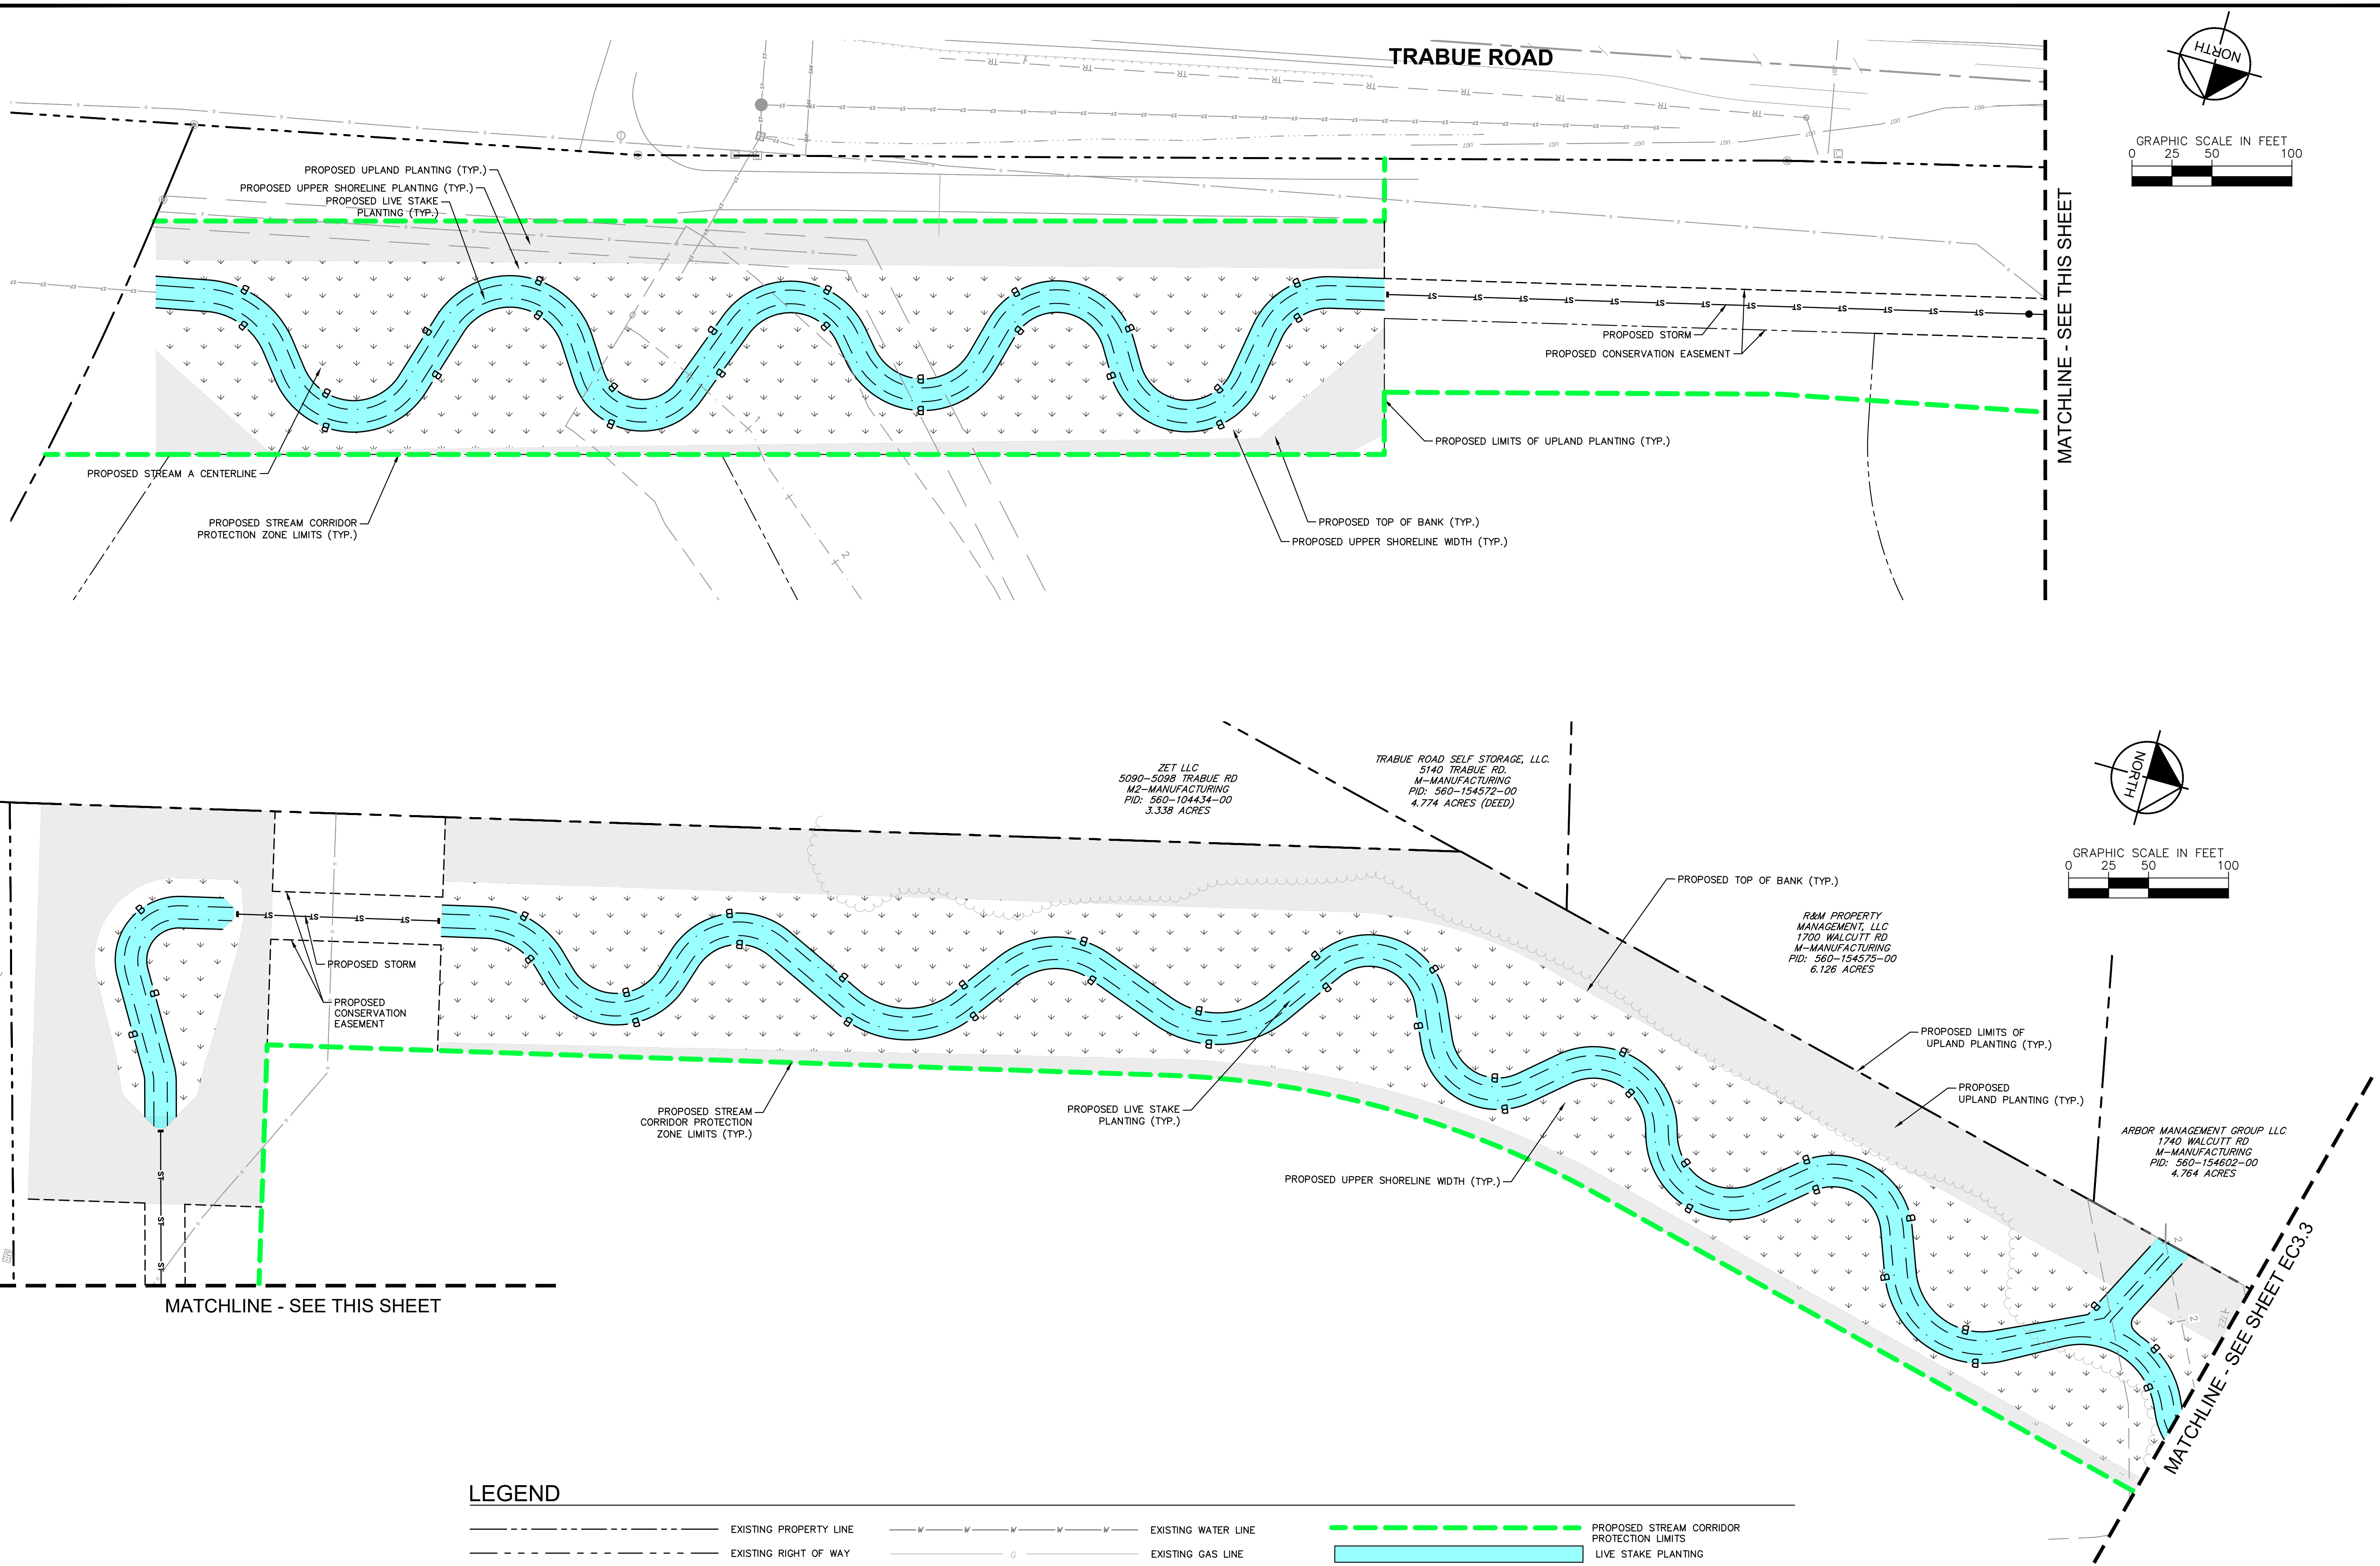 TRABUE ROAD
NORTH
GRAPHIC SCALE IN FEET
0 25 50 100
MATCHLINE - SEE THIS SHEET
PROPOSED UPLAND PLANTING (TYP.)
PROPOSED UPPER SHORELINE PLANTING (TYP.)
PROPOSED LIVE STAKE
PLANTING (TYP.)
PROPOSED STORM
PROPOSED CONSERVATION EASEMENT
PROPOSED LIMITS OF UPLAND PLANTING (TYP.)
PROPOSED STREAM A CENTERLINE
PROPOSED STREAM CORRIDOR
PROTECTION ZONE LIMITS (TYP.)
PROPOSED TOP OF BANK (TYP.)
PROPOSED UPPER SHORELINE WIDTH (TYP.)
ZET LLC
5090-5098 TRABUE RD
M2-MANUFACTURING
PID: 560-104434-00
3.338 ACRES
TRABUE ROAD SELF STORAGE, LLC.
5140 TRABUE RD.
M-MANUFACTURING
PID: 560-154572-00
4.774 ACRES (DEED)
NORTH
GRAPHIC SCALE IN FEET
0 25 50 100
PROPOSED TOP OF BANK (TYP.)
R&M PROPERTY
MANAGEMENT, LLC
1700 WALCUTT RD
M-MANUFACTURING
PID: 560-154575-00
6.126 ACRES
PROPOSED STORM
PROPOSED
CONSERVATION
EASEMENT
PROPOSED LIMITS OF
UPLAND PLANTING (TYP.)
PROPOSED
UPLAND PLANTING (TYP.)
PROPOSED STREAM
CORRIDOR PROTECTION
ZONE LIMITS (TYP.)
PROPOSED LIVE STAKE
PLANTING (TYP.)
PROPOSED UPPER SHORELINE WIDTH (TYP.)
ARBOR MANAGEMENT GROUP LLC
1740 WALCUTT RD
M-MANUFACTURING
PID: 560-154602-00
4.764 ACRES
MATCHLINE - SEE THIS SHEET
MATCHLINE - SEE SHEET EC3.3
LEGEND
EXISTING PROPERTY LINE
EXISTING WATER LINE
PROPOSED STREAM CORRIDOR
PROTECTION LIMITS
EXISTING RIGHT OF WAY
EXISTING GAS LINE
LIVE STAKE PLANTING